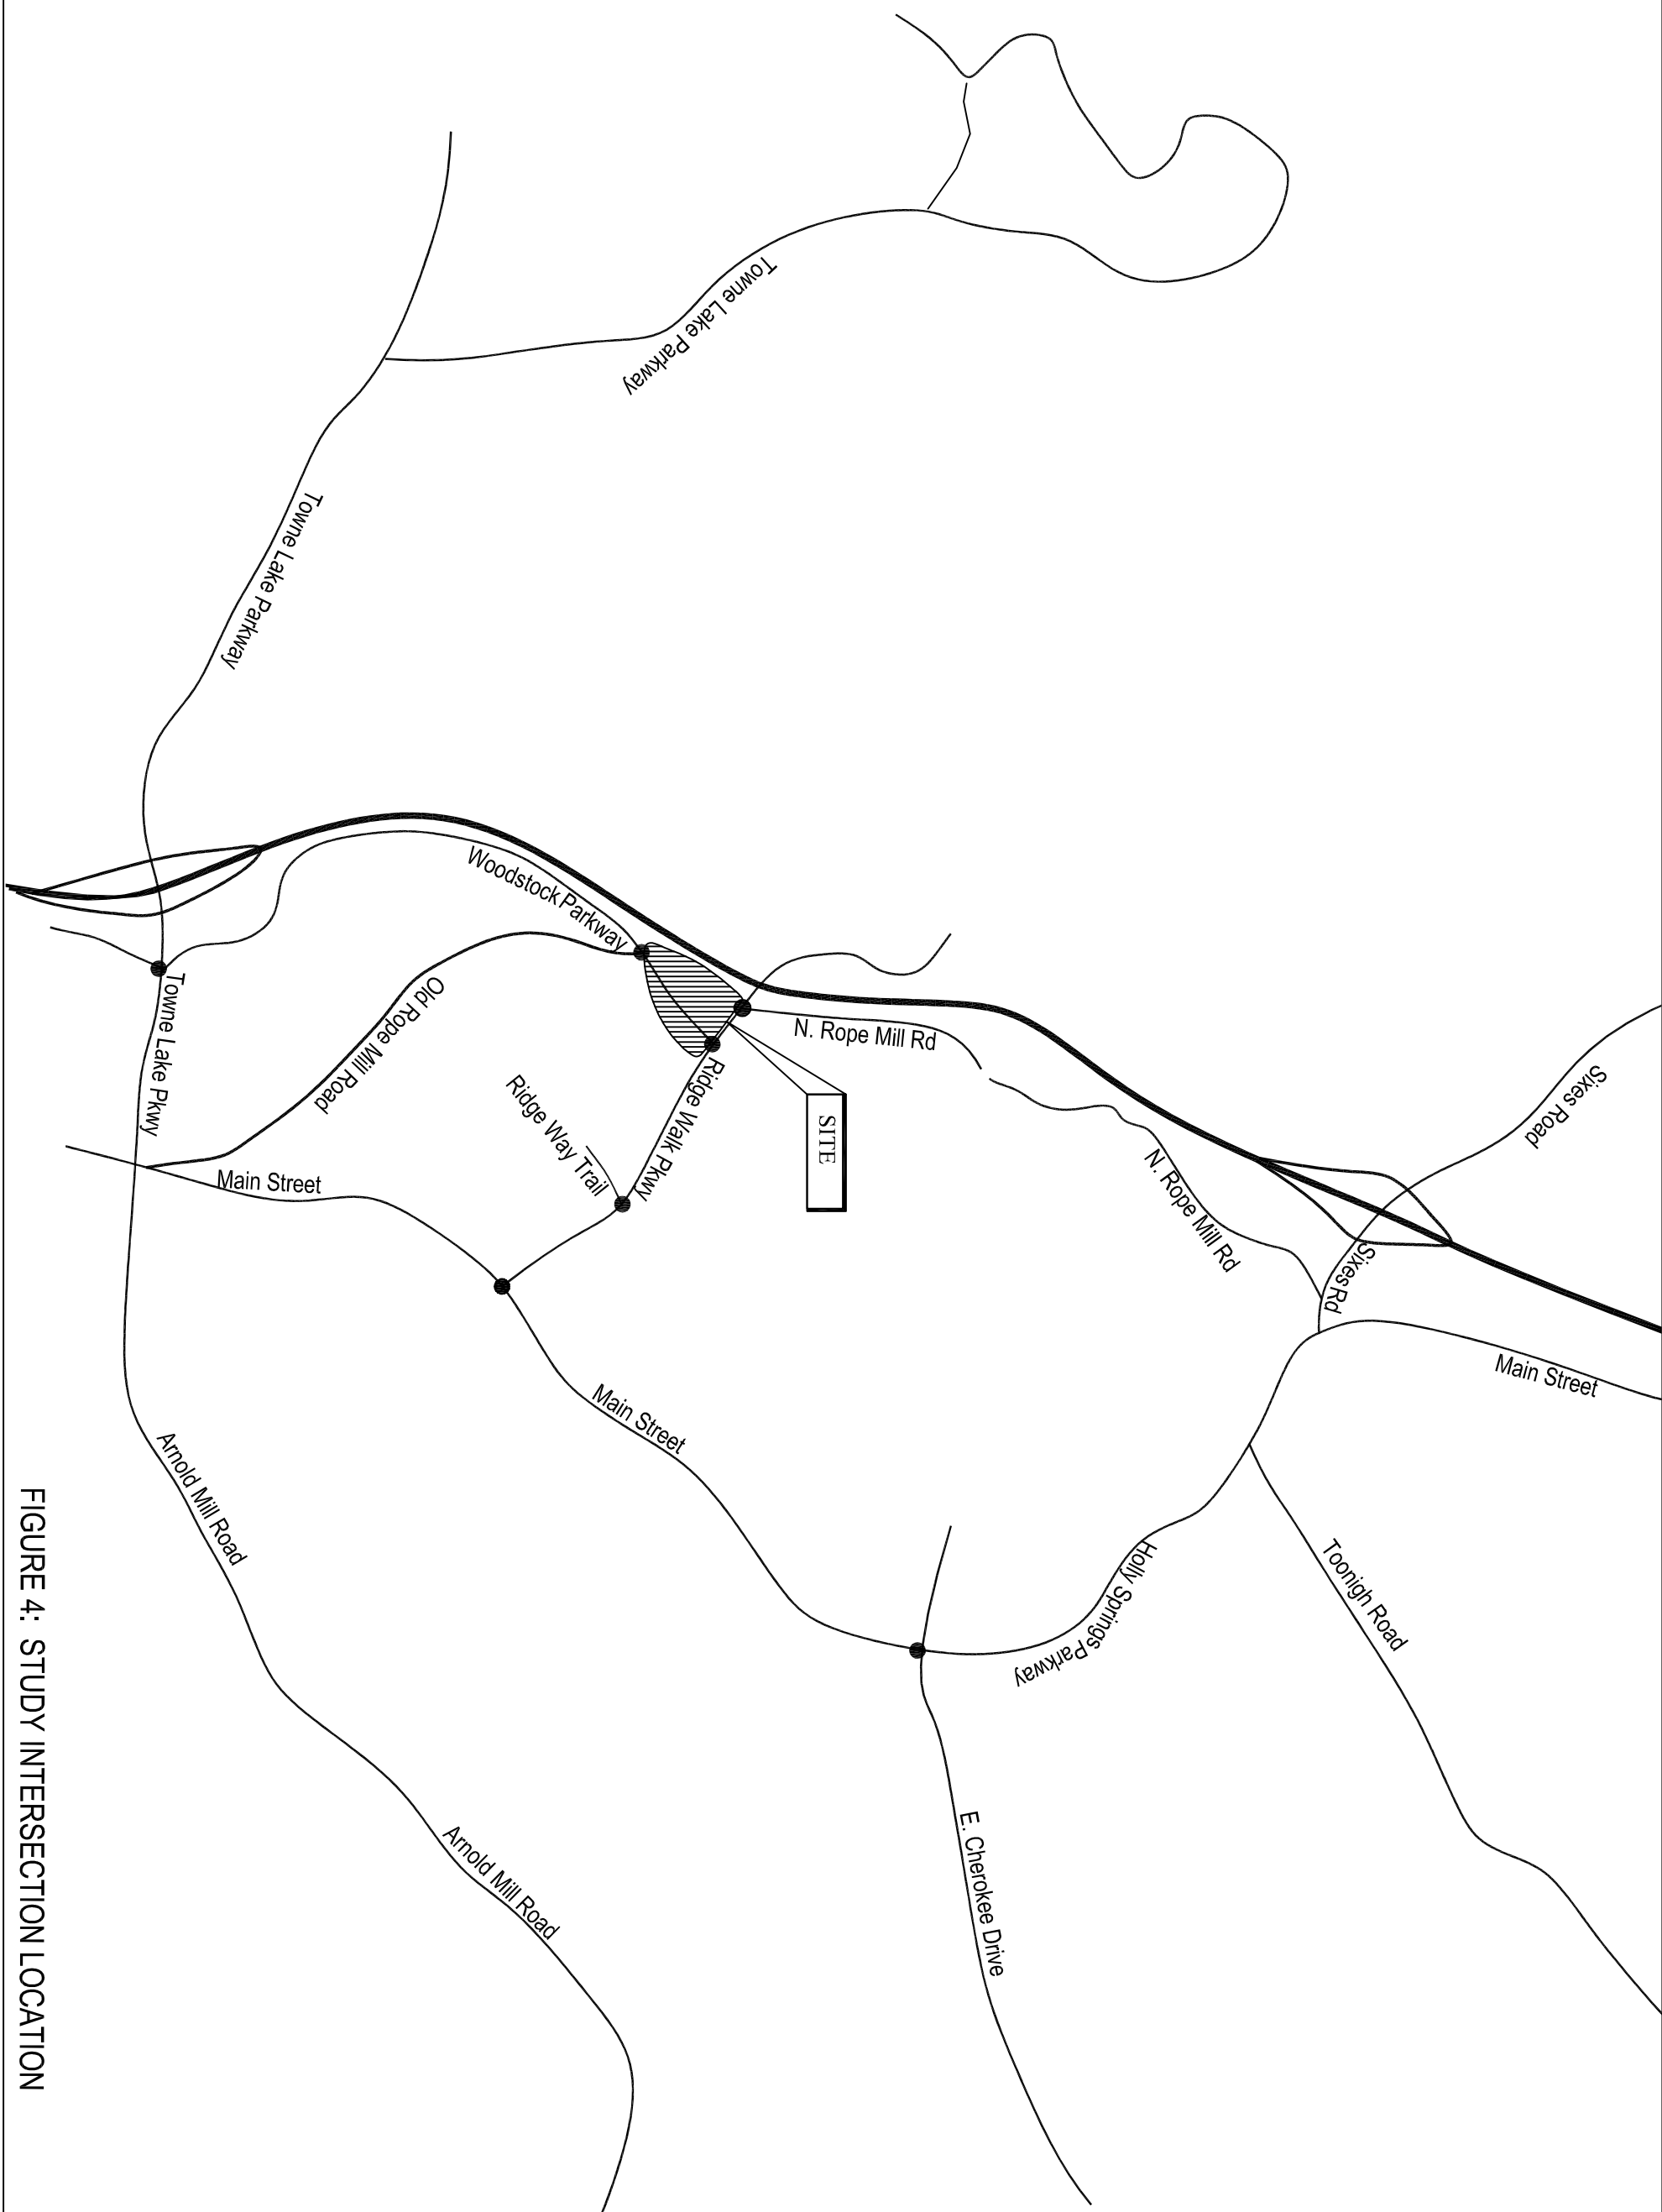 Towne Lake Parkway
Towne Lake Parkway
Woodstock Parkway
Old Rope Mill Road
Towne Lake Pkwy
N. Rope Mill Rd
Ridge Walk Pkwy
Ridge Way Trail
SITE
Main Street
N. Rope Mill Rd
Sixes Road
Sixes Rd
Main Street
Main Street
Holly Springs Parkway
Toonigh Road
E. Cherokee Drive
Arnold Mill Road
Arnold Mill Road
FIGURE 4: STUDY INTERSECTION LOCATION